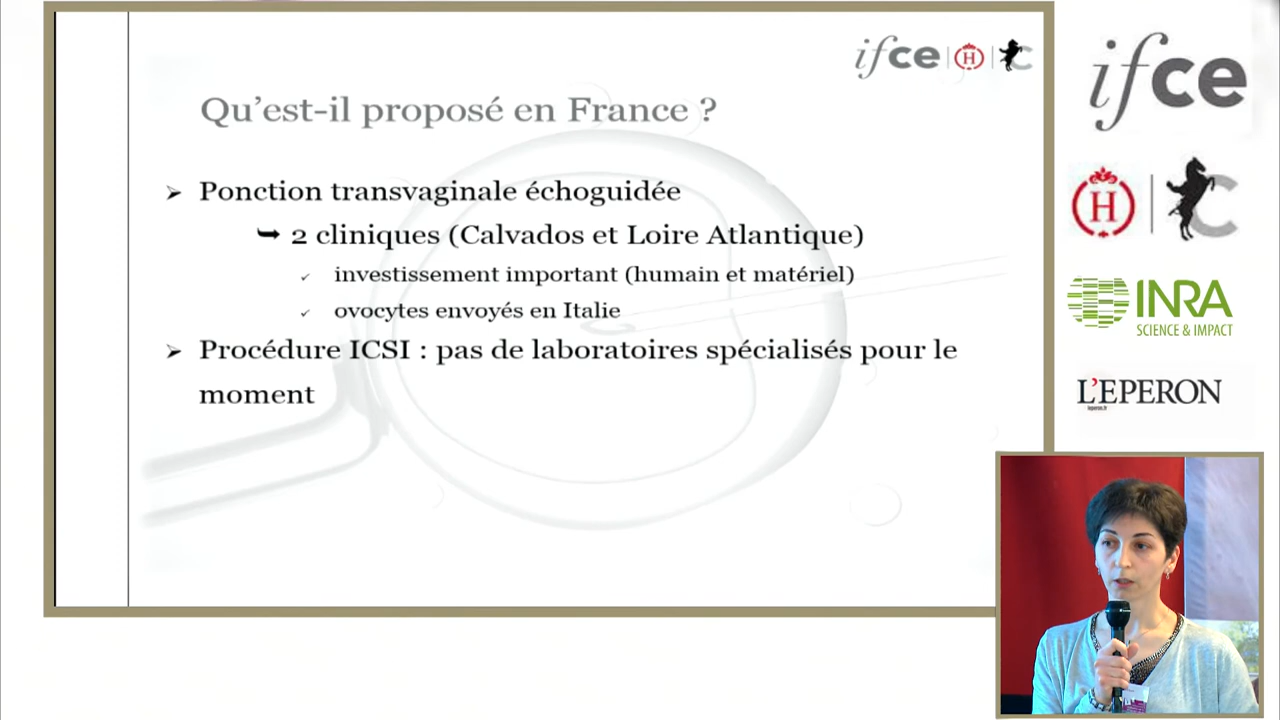 ifce
H
Qu'est-il proposé en France ?
➢ Ponction transvaginale échoguidée
➥ 2 cliniques (Calvados et Loire Atlantique)
✓ investissement important (humain et matériel)
✓ ovocytes envoyés en Italie
➢ Procédure ICSI : pas de laboratoires spécialisés pour le
moment
ifce
H
INRA
SCIENCE & IMPACT
L'EPERON
leperon.fr